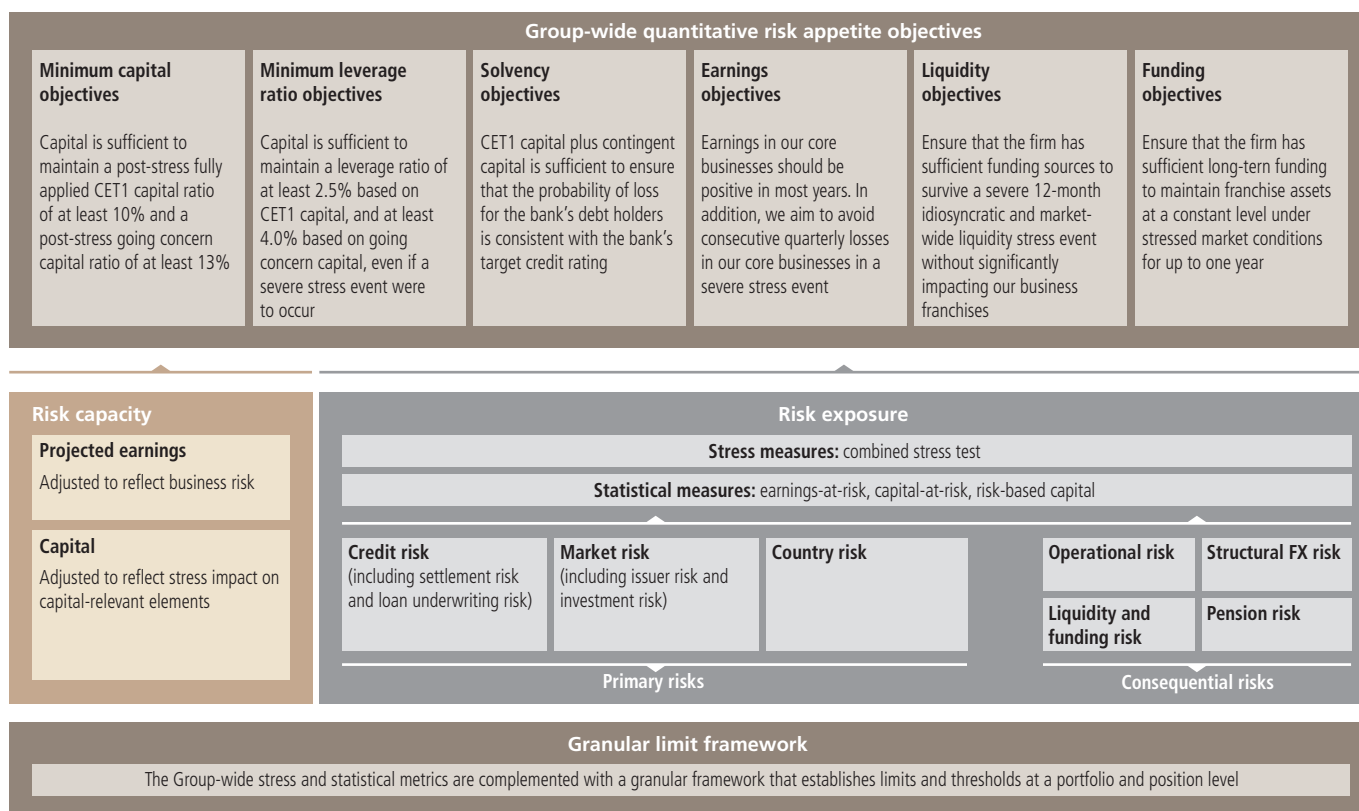 Group-wide quantitative risk appetite objectives
Minimum capital
objectives
Capital is sufficient to
maintain a post-stress fully
applied CET1 capital ratio
of at least 10% and a
post-stress going concern
capital ratio of at least 13%
Minimum leverage
ratio objectives
Capital is sufficient to
maintain a leverage ratio of
at least 2.5% based on
CET1 capital, and at least
4.0% based on going
concern capital, even if a
severe stress event were
to occur
Solvency
objectives
CET1 capital plus contingent
capital is sufficient to ensure
that the probability of loss
for the bank’s debt holders
is consistent with the bank’s
target credit rating
Earnings
objectives
Earnings in our core
businesses should be
positive in most years. In
addition, we aim to avoid
consecutive quarterly losses
in our core businesses in a
severe stress event
Liquidity
objectives
Ensure that the firm has
sufficient funding sources to
survive a severe 12-month
idiosyncratic and market-
wide liquidity stress event
without significantly
impacting our business
franchises
Funding
objectives
Ensure that the firm has
sufficient long-tern funding
to maintain franchise assets
at a constant level under
stressed market conditions
for up to one year
Risk capacity
Projected earnings
Adjusted to reflect business risk
Capital
Adjusted to reflect stress impact on
capital-relevant elements
Risk exposure
Stress measures: combined stress test
Statistical measures: earnings-at-risk, capital-at-risk, risk-based capital
Credit risk
(including settlement risk
and loan underwriting risk)
Market risk
(including issuer risk and
investment risk)
Country risk
Primary risks
Operational risk
Structural FX risk
Liquidity and
funding risk
Pension risk
Consequential risks
Granular limit framework
The Group-wide stress and statistical metrics are complemented with a granular framework that establishes limits and thresholds at a portfolio and position level